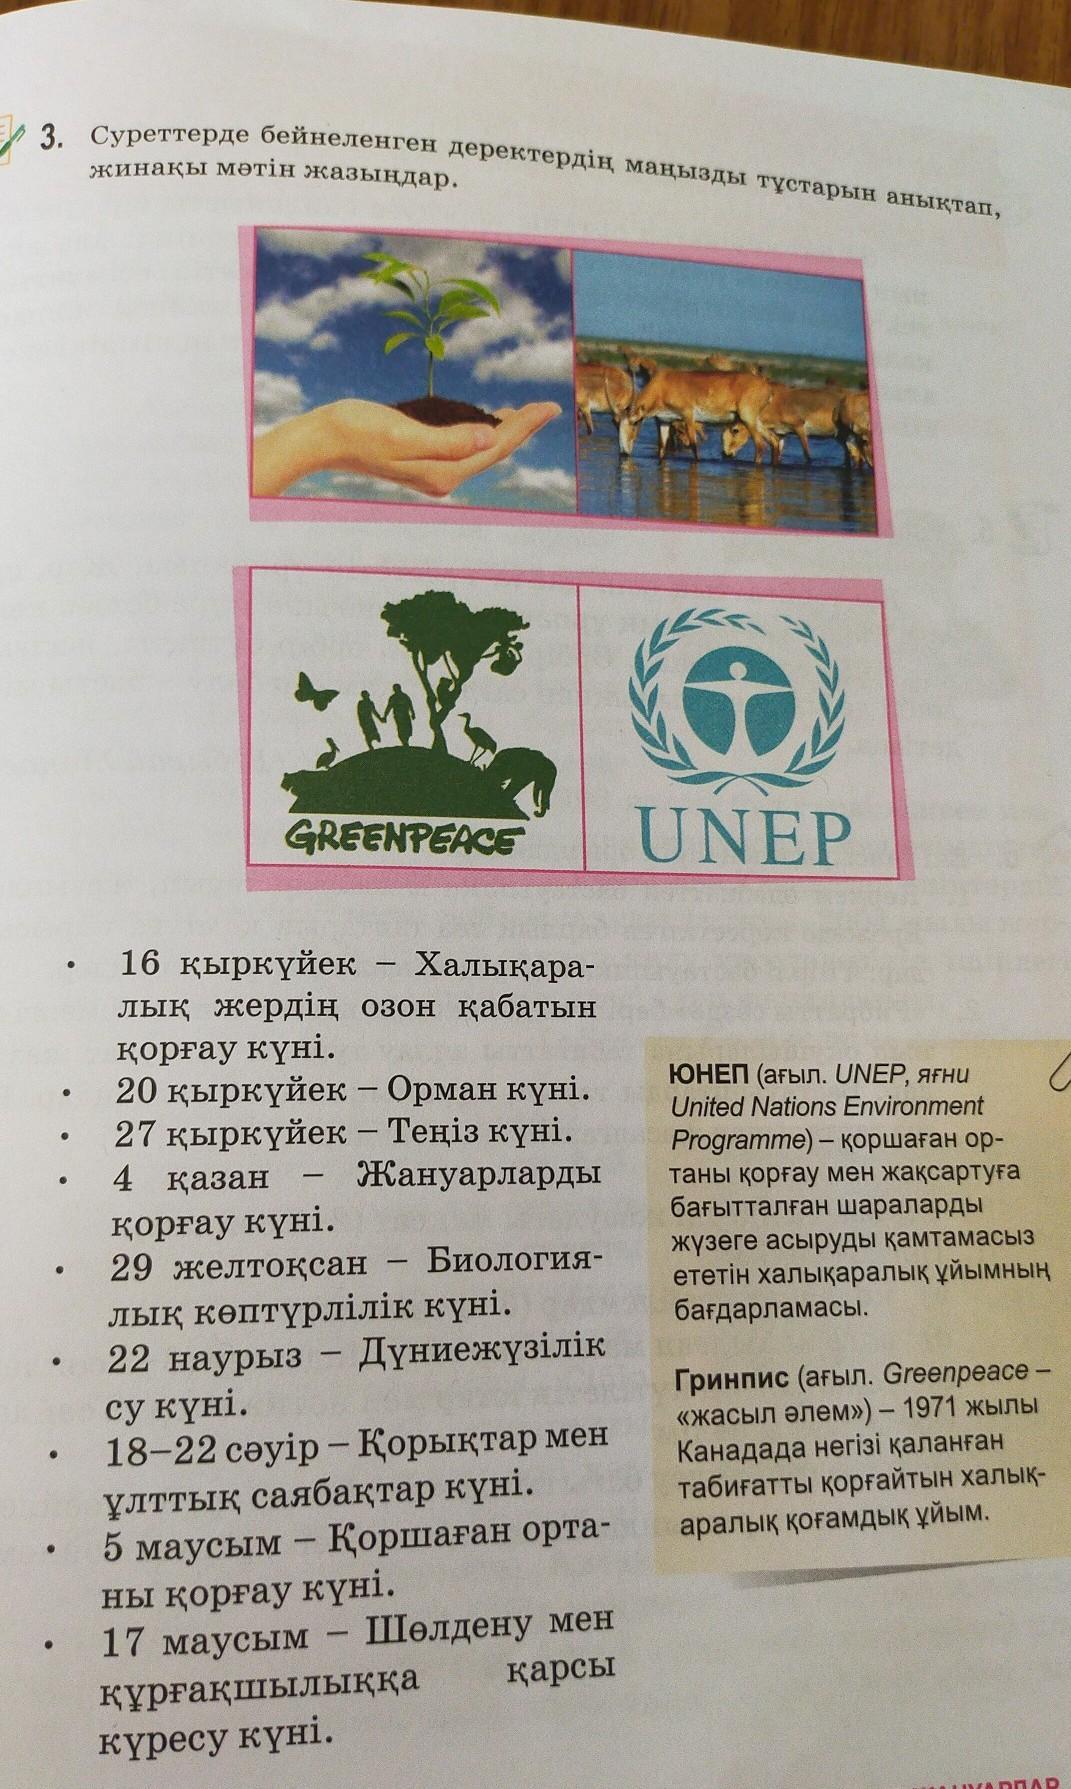 3. Суреттерде бейнеленген деректердің маңызды тұстарын анықтап,
жинақы мәтін жазыңдар.
GREENPEACE
UNEP
• 16 қыркүйек – Халықара-
лық жердің озон қабатын
қорғау күні.
• 20 қыркүйек – Орман күні.
• 27 қыркүйек – Теңіз күні.
• 4 қазан – Жануарларды
қорғау күні.
• 29 желтоқсан – Биология-
лық көптүрлілік күні.
• 22 наурыз – Дүниежүзілік
су күні.
• 18–22 сәуір – Қорықтар мен
ұлттық саябақтар күні.
• 5 маусым – Қоршаған орта-
ны қорғау күні.
• 17 маусым – Шөлдену мен
құрғақшылыққа қарсы
күресу күні.
ЮНЕП (ағыл. UNEP, яғни
United Nations Environment
Programme) – қоршаған ор-
таны қорғау мен жақсартуға
бағытталған шараларды
жүзеге асыруды қамтамасыз
ететін халықаралық ұйымның
бағдарламасы.
Гринпис (ағыл. Greenpeace –
«жасыл әлем») – 1971 жылы
Канадада негізі қаланған
табиғатты қорғайтын халық-
аралық қоғамдық ұйым.